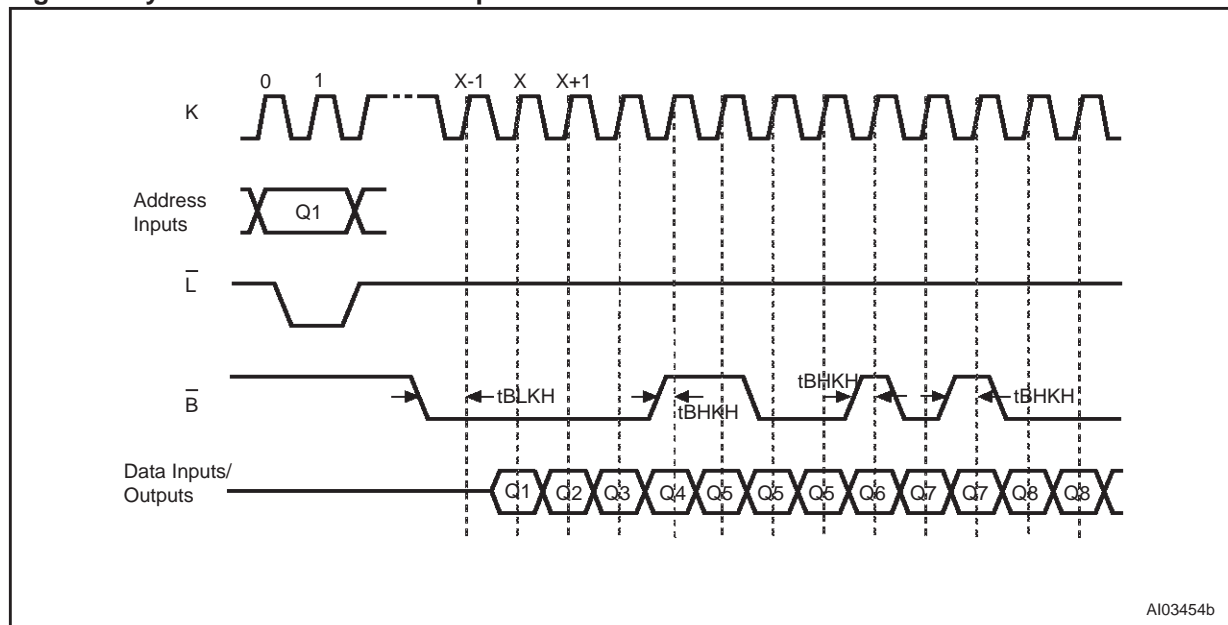 0 1 X-1 X X+1
K
Address
Inputs
Q1
L
B
tBLKH
tBHKH
tBHKH
tBHKH
Data Inputs/
Outputs
Q1 Q2 Q3 Q4 Q5 Q5 Q5 Q6 Q7 Q7 Q8 Q8
AI03454b